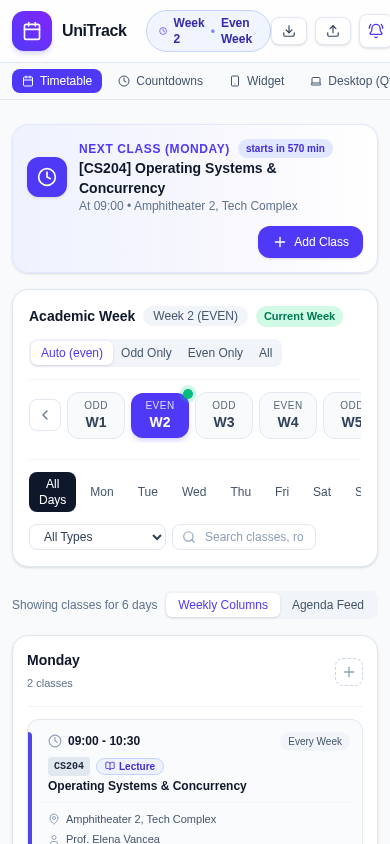 UniTrack
Week 2 • Even Week
Timetable Countdowns Widget Desktop (Q
NEXT CLASS (MONDAY) starts in 570 min
[CS204] Operating Systems &
Concurrency
At 09:00 • Amphitheater 2, Tech Complex
Add Class
Academic Week Week 2 (EVEN) Current Week
Auto (even) Odd Only Even Only All
ODD EVEN ODD EVEN ODD
W1 W2 W3 W4 W5
All Days Mon Tue Wed Thu Fri Sat S
All Types Search classes, ro
Showing classes for 6 days Weekly Columns Agenda Feed
Monday
2 classes
09:00 - 10:30 Every Week
CS204 Lecture
Operating Systems & Concurrency
Amphitheater 2, Tech Complex
Prof. Elena Vancea